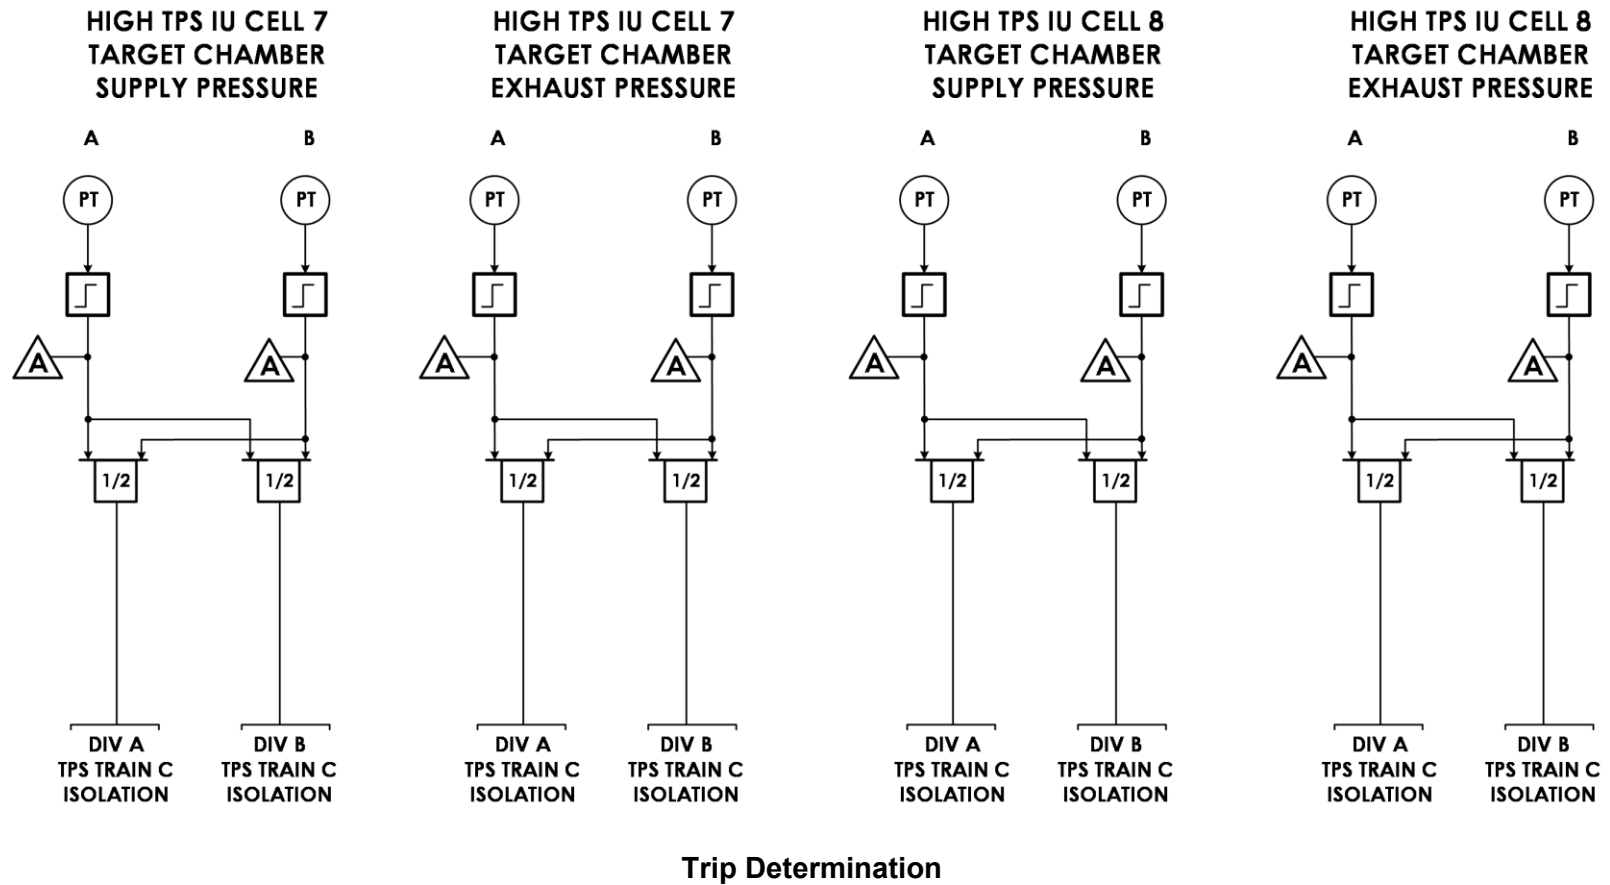 HIGH TPS IU CELL 7
TARGET CHAMBER
SUPPLY PRESSURE
HIGH TPS IU CELL 7
TARGET CHAMBER
EXHAUST PRESSURE
HIGH TPS IU CELL 8
TARGET CHAMBER
SUPPLY PRESSURE
HIGH TPS IU CELL 8
TARGET CHAMBER
EXHAUST PRESSURE
A
B
A
B
A
B
A
B
PT
PT
PT
PT
PT
PT
PT
PT
A
A
A
A
A
A
A
A
1/2
1/2
1/2
1/2
1/2
1/2
1/2
1/2
DIV A
TPS TRAIN C
ISOLATION
DIV B
TPS TRAIN C
ISOLATION
DIV A
TPS TRAIN C
ISOLATION
DIV B
TPS TRAIN C
ISOLATION
DIV A
TPS TRAIN C
ISOLATION
DIV B
TPS TRAIN C
ISOLATION
DIV A
TPS TRAIN C
ISOLATION
DIV B
TPS TRAIN C
ISOLATION
Trip Determination